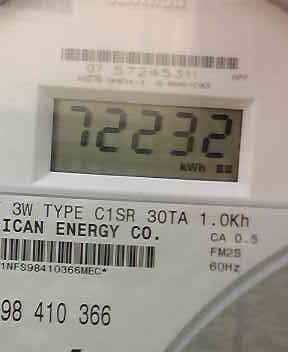 07 57245311
72232
kWh
3W TYPE C1SR 30TA 1.0Kh
ICAN ENERGY CO.
CA 0.5
FM2S
60Hz
1NFS98410366MEC*
98 410 366